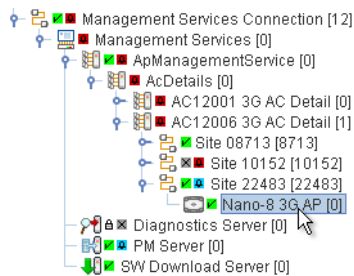 Management Services Connection [12]
Management Services [0]
ApManagementService [0]
AcDetails [0]
AC12001 3G AC Detail [0]
AC12006 3G AC Detail [1]
Site 08713 [8713]
Site 10152 [10152]
Site 22483 [22483]
Nano-8 3G AP [0]
Diagnostics Server [0]
PM Server [0]
SW Download Server [0]